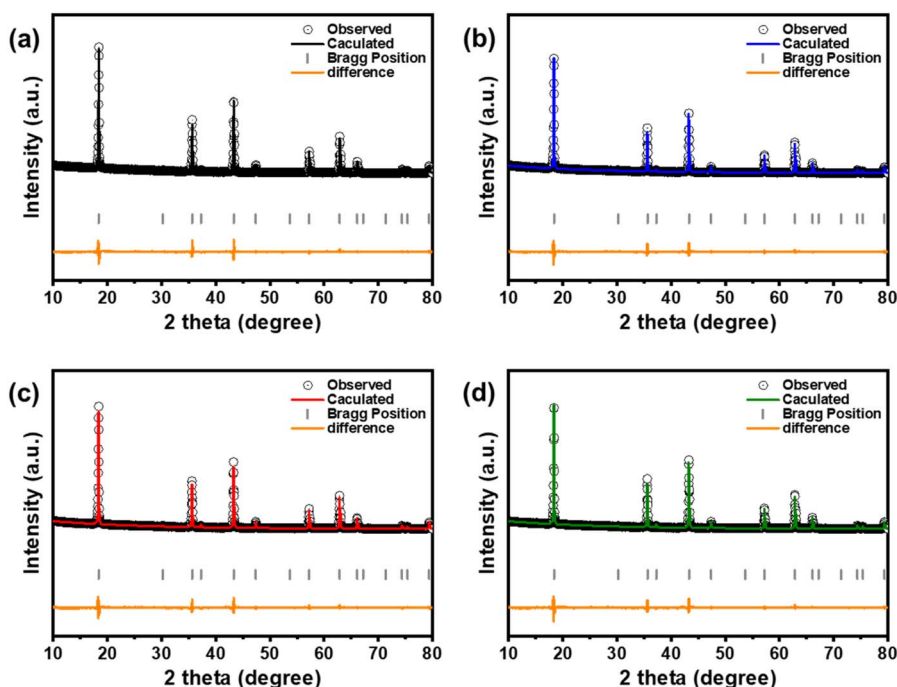 (a)
Observed
Caculated
Bragg Position
difference
Intensity (a.u.)
10 20 30 40 50 60 70 80
2 theta (degree)
(b)
Observed
Caculated
Bragg Position
difference
Intensity (a.u.)
10 20 30 40 50 60 70 80
2 theta (degree)
(c)
Observed
Caculated
Bragg Position
difference
Intensity (a.u.)
10 20 30 40 50 60 70 80
2 theta (degree)
(d)
Observed
Caculated
Bragg Position
difference
Intensity (a.u.)
10 20 30 40 50 60 70 80
2 theta (degree)